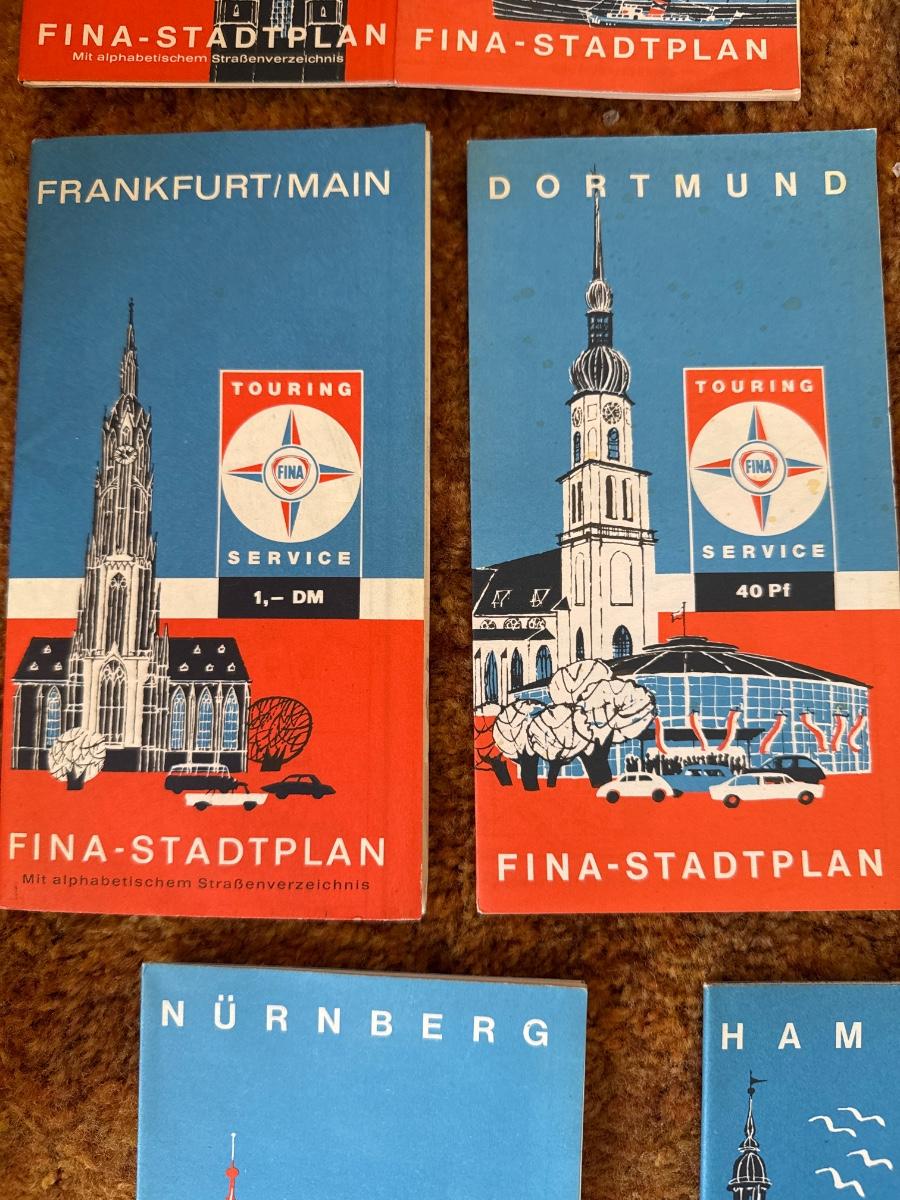 FINA-STADTPLAN
Mit alphabetischem Straßenverzeichnis
FINA-STADTPLAN
FRANKFURT/MAIN
TOURING
FINA
SERVICE
1,– DM
FINA-STADTPLAN
Mit alphabetischem Straßenverzeichnis
DORTMUND
TOURING
FINA
SERVICE
40 Pf
FINA-STADTPLAN
NÜRNBERG
HAM